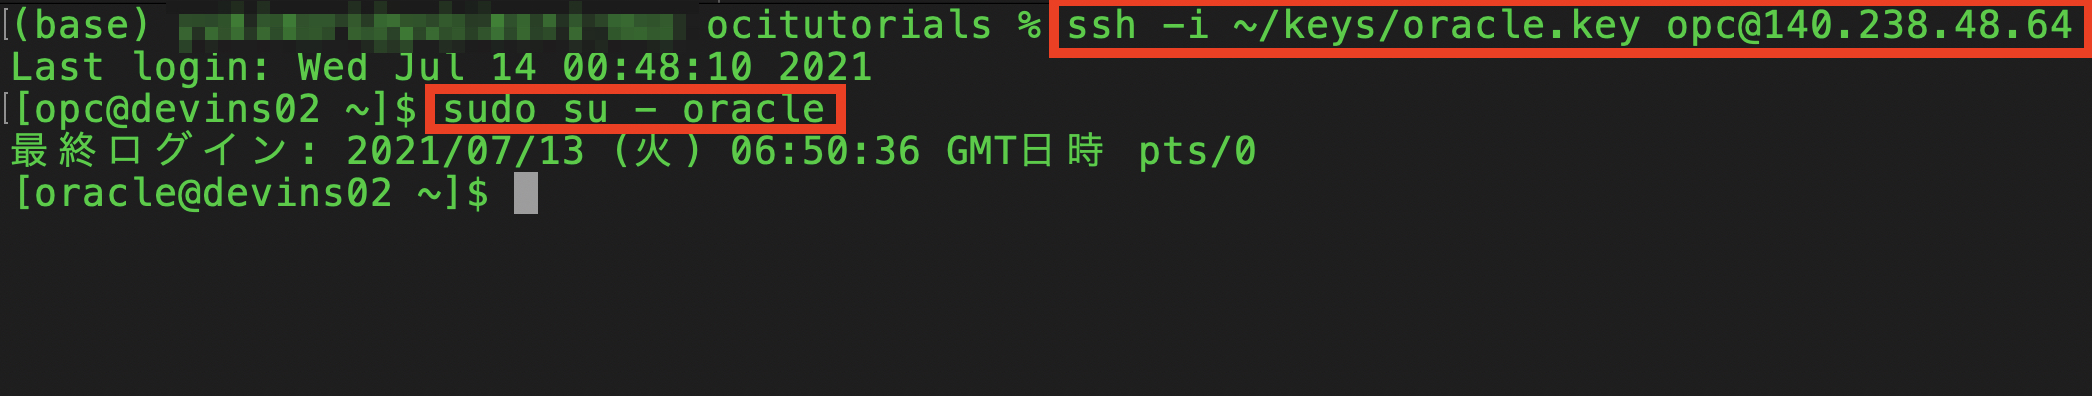 (base) ocitutorials % ssh -i ~/keys/oracle.key opc@140.238.48.64
Last login: Wed Jul 14 00:48:10 2021
[opc@devins02 ~]$ sudo su - oracle
最終ログイン: 2021/07/13 (火) 06:50:36 GMT日時 pts/0
[oracle@devins02 ~]$